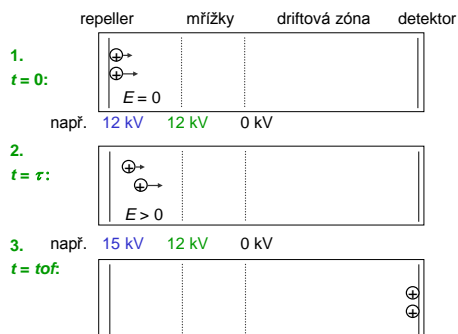 repeller mřížky driftová zóna detektor
1.
t = 0:
E = 0
např. 12 kV 12 kV 0 kV
2.
t = τ:
E > 0
3. např. 15 kV 12 kV 0 kV
t = tof: